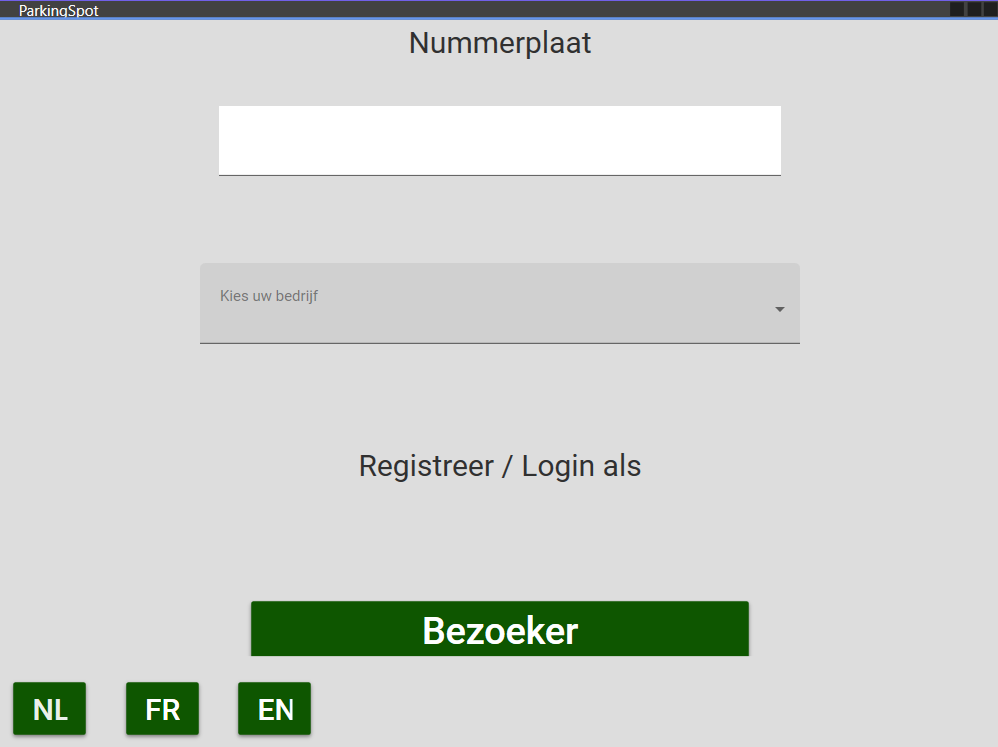 ParkingSpot
Nummerplaat
Kies uw bedrijf
Registreer / Login als
Bezoeker
NL FR EN